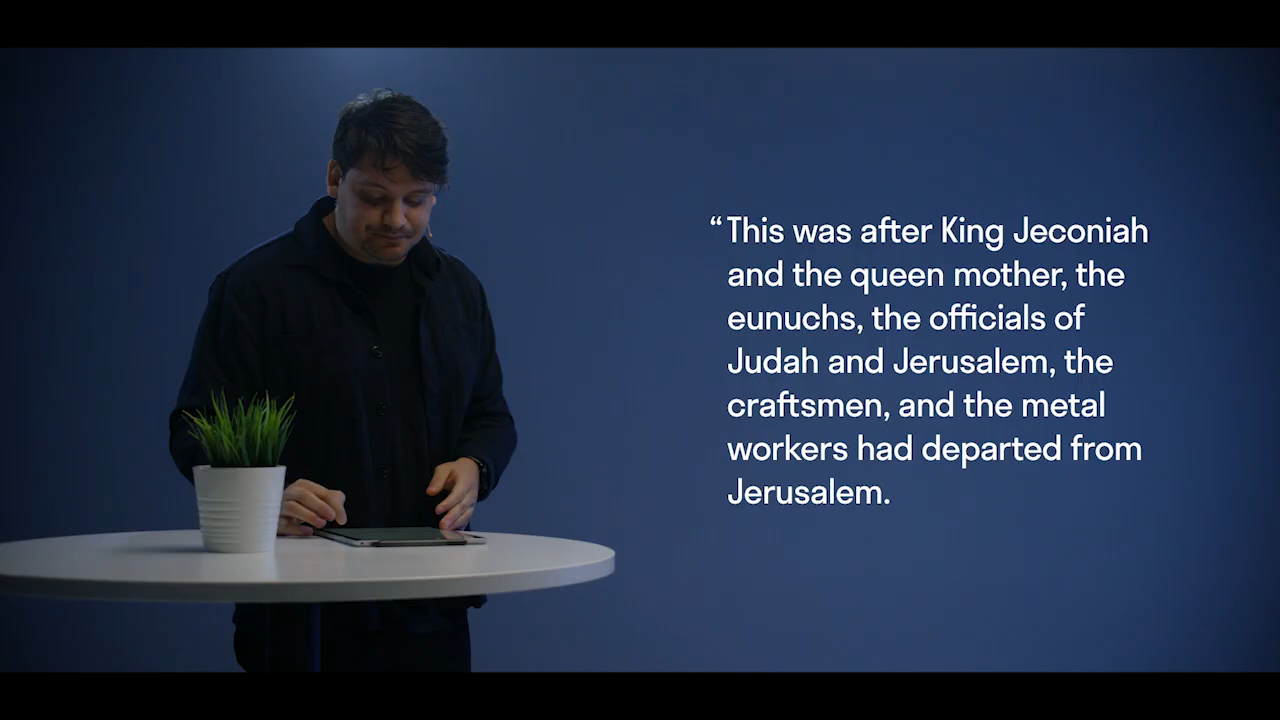 “This was after King Jeconiah
and the queen mother, the
eunuchs, the officials of
Judah and Jerusalem, the
craftsmen, and the metal
workers had departed from
Jerusalem.